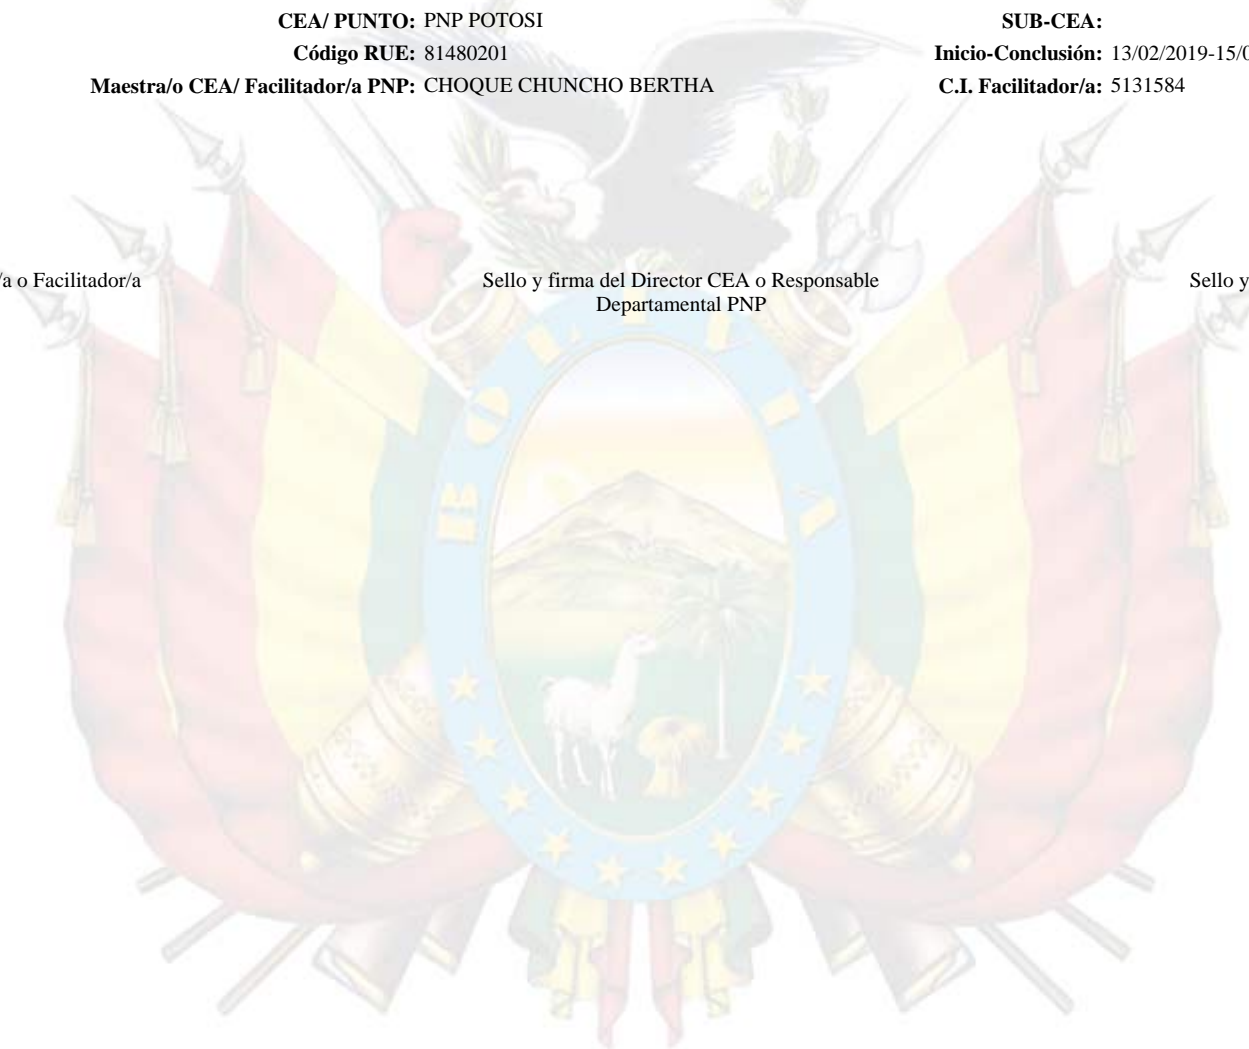 CEA/ PUNTO: PNP POTOSI SUB-CEA:
Código RUE: 81480201 Inicio-Conclusión: 13/02/2019-15/0
Maestra/o CEA/ Facilitador/a PNP: CHOQUE CHUNCHO BERTHA C.I. Facilitador/a: 5131584
/a o Facilitador/a Sello y firma del Director CEA o Responsable Sello y
Departamental PNP
BOLIVIA